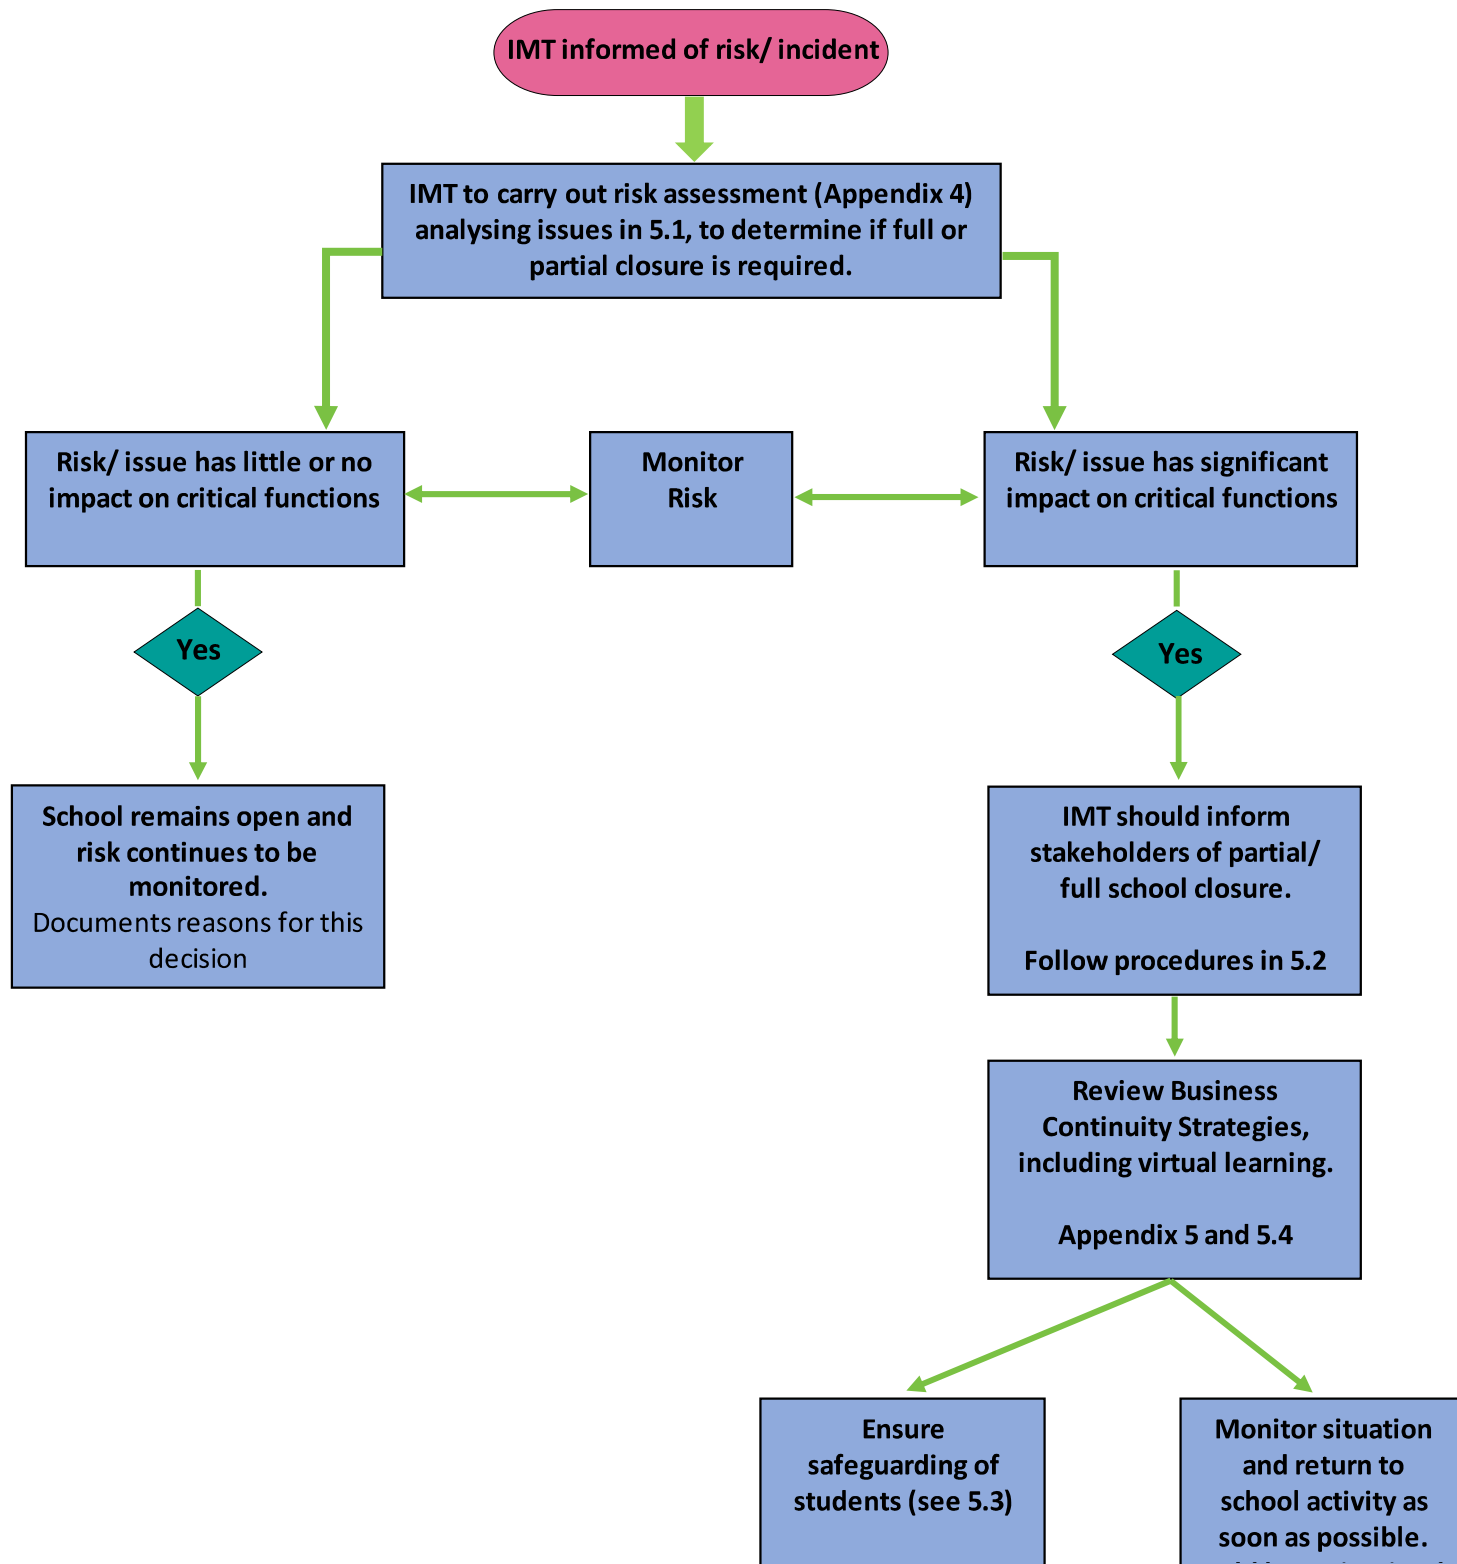 IMT informed of risk/ incident
IMT to carry out risk assessment (Appendix 4)
analysing issues in 5.1, to determine if full or
partial closure is required.
Risk/ issue has little or no
impact on critical functions
Monitor
Risk
Risk/ issue has significant
impact on critical functions
Yes
Yes
School remains open and
risk continues to be
monitored.
Documents reasons for this
decision
IMT should inform
stakeholders of partial/
full school closure.
Follow procedures in 5.2
Review Business
Continuity Strategies,
including virtual learning.
Appendix 5 and 5.4
Ensure
safeguarding of
students (see 5.3)
Monitor situation
and return to
school activity as
soon as possible.